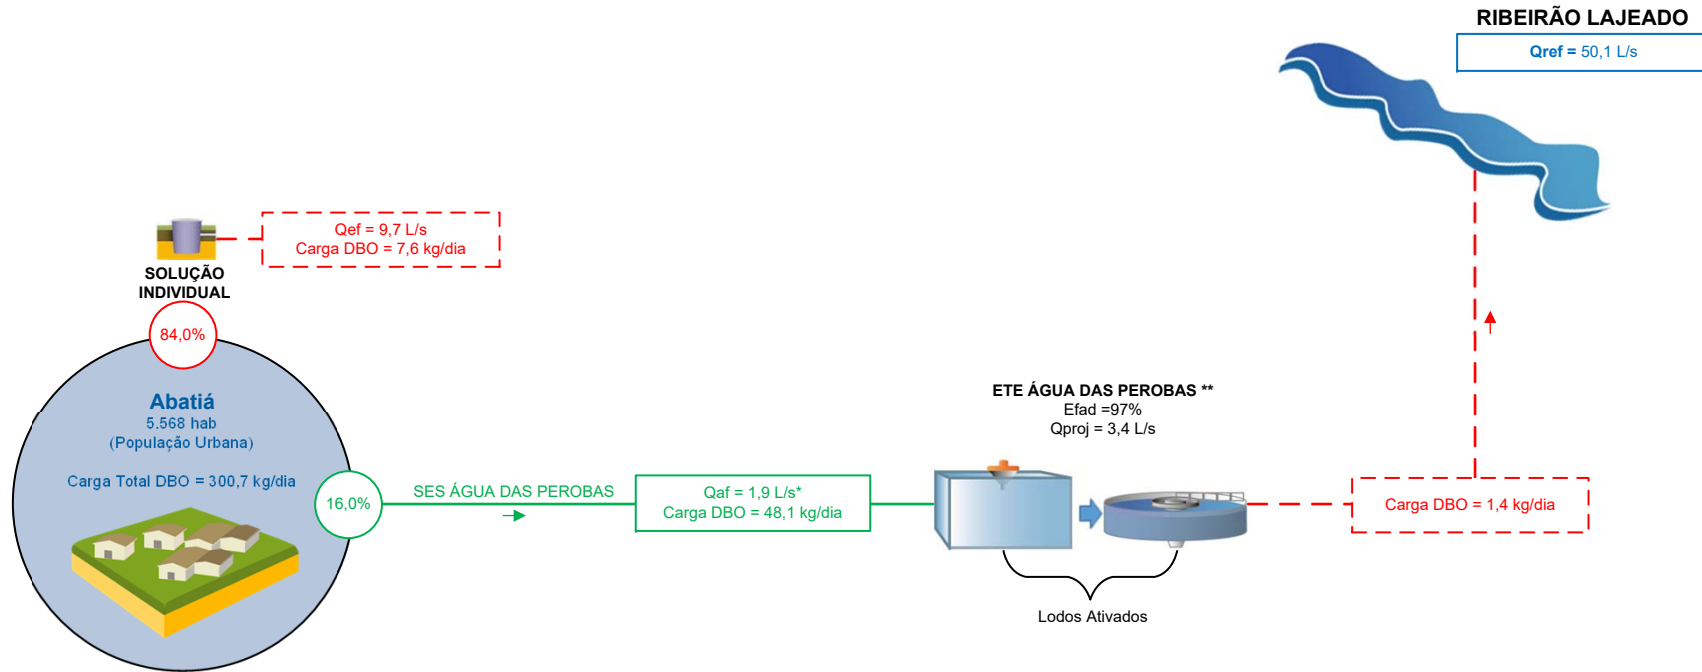 RIBEIRÃO LAJEADO
Qref = 50,1 L/s
Qef = 9,7 L/s
Carga DBO = 7,6 kg/dia
SOLUÇÃO
INDIVIDUAL
84,0%
Abatiá
5.568 hab
(População Urbana)
Carga Total DBO = 300,7 kg/dia
16,0%
SES ÁGUA DAS PEROBAS
Qaf = 1,9 L/s*
Carga DBO = 48,1 kg/dia
ETE ÁGUA DAS PEROBAS **
Efad =97%
Qproj = 3,4 L/s
Lodos Ativados
Carga DBO = 1,4 kg/dia